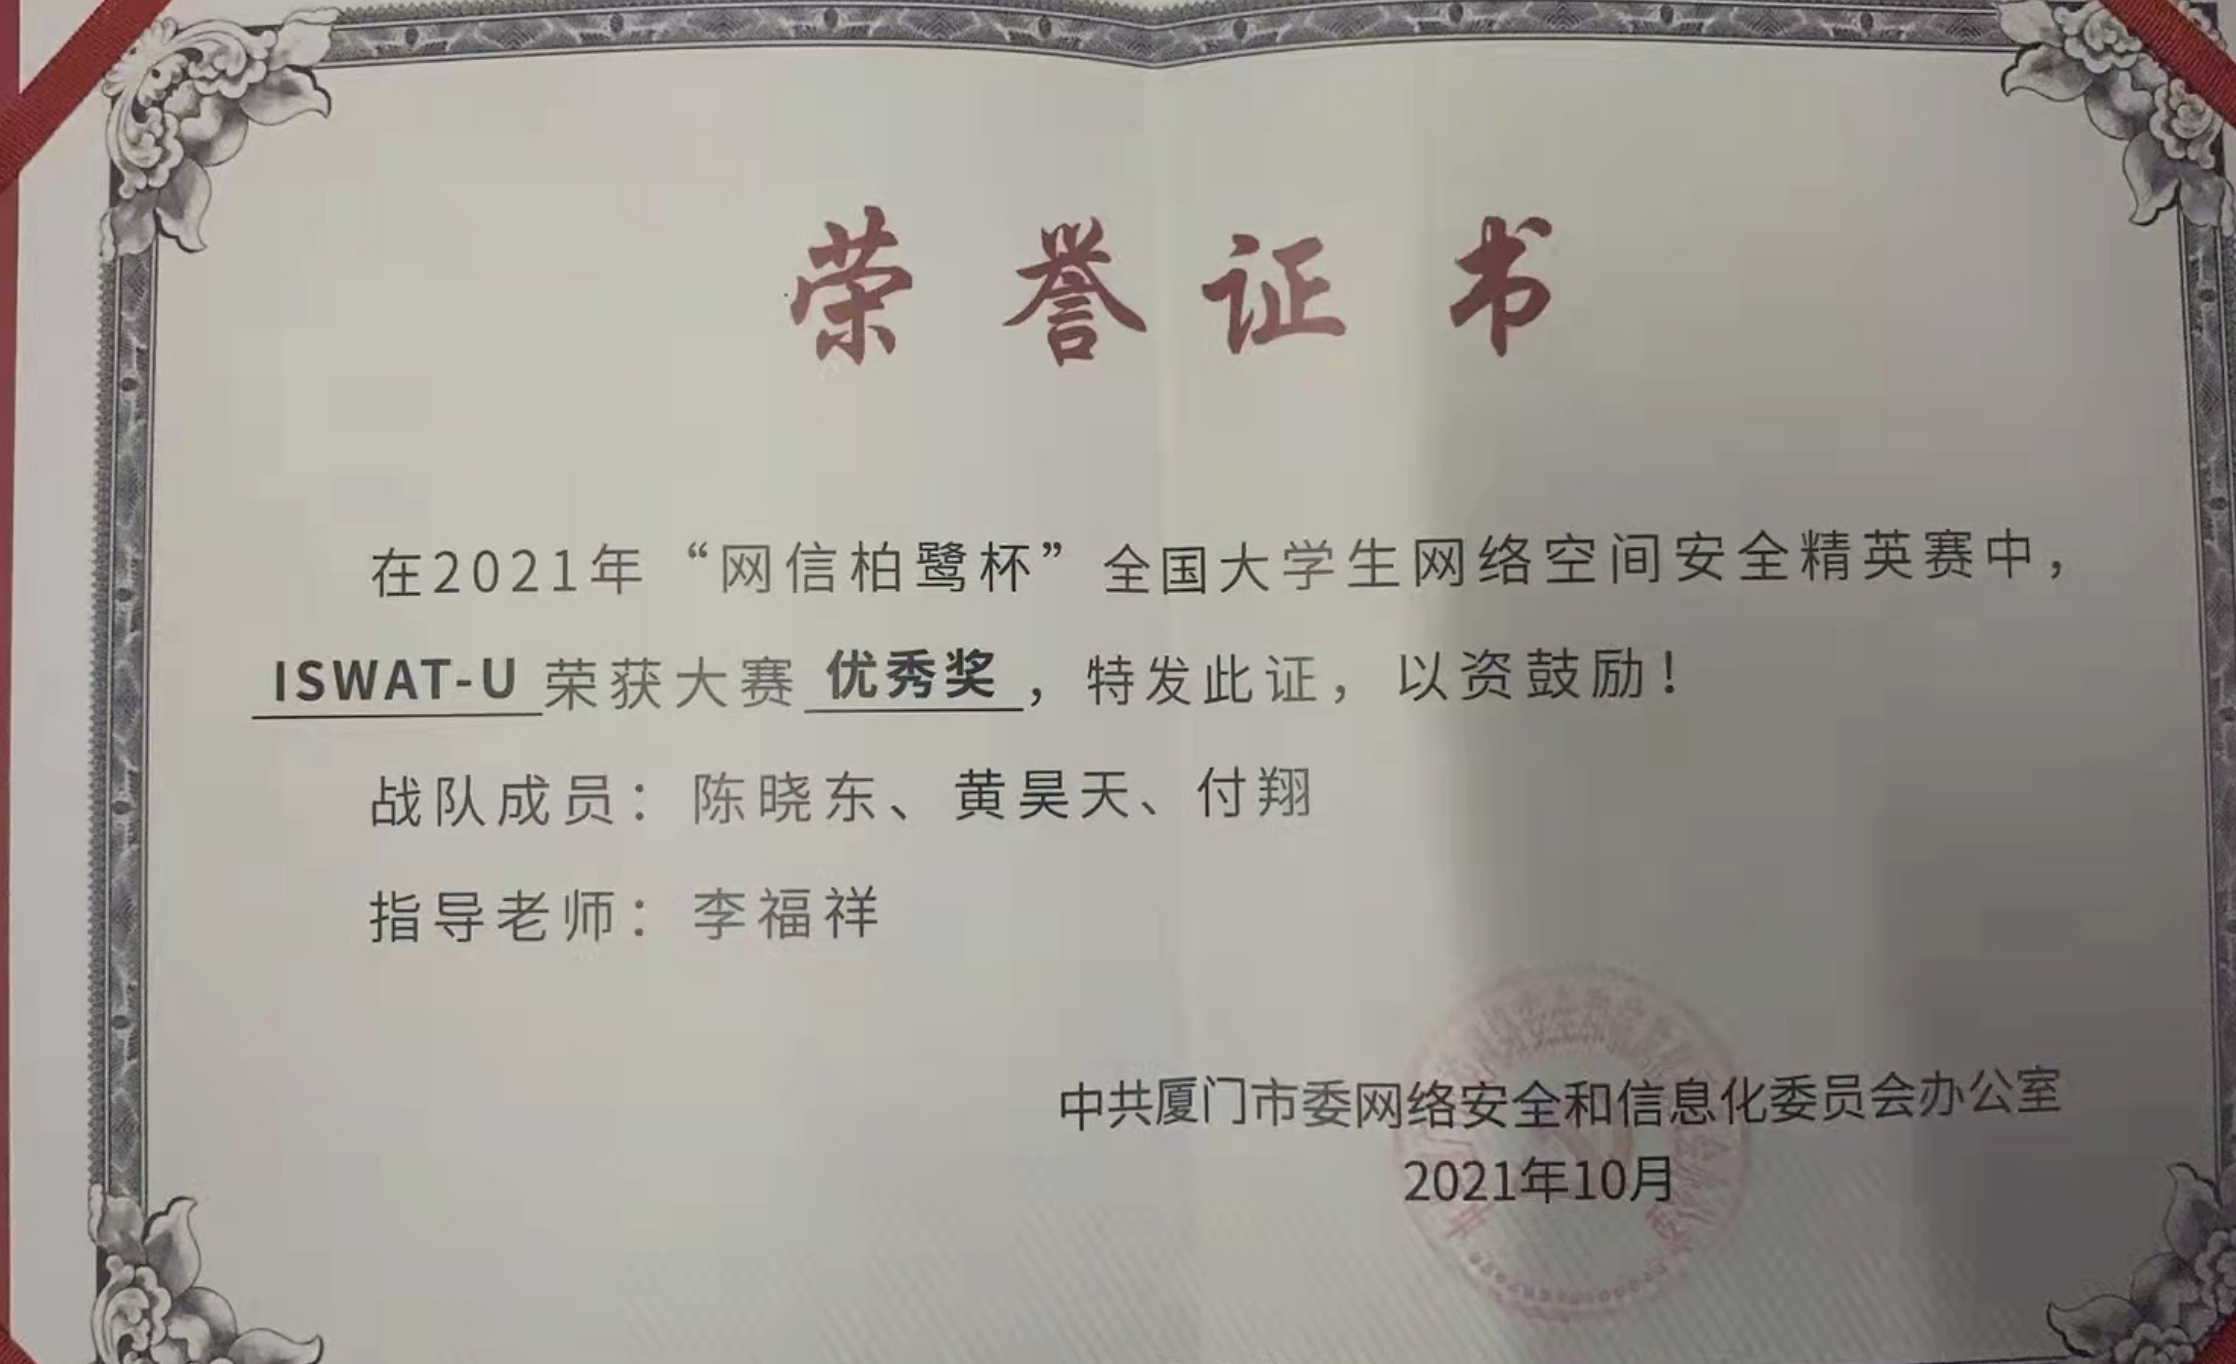 荣誉证书
在2021年“网信柏鹭杯”全国大学生网络空间安全精英赛中，
ISWAT-U荣获大赛优秀奖，特发此证，以资鼓励！
战队成员：陈晓东、黄昊天、付翔
指导老师：李福祥
中共厦门市委网络安全和信息化委员会办公室
2021年10月